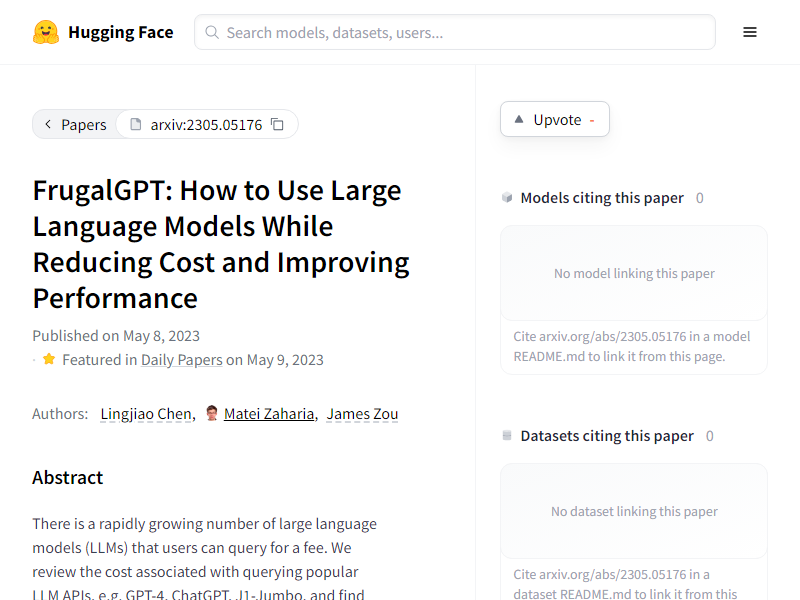 Hugging Face
Search models, datasets, users...
Papers
arxiv:2305.05176
FrugalGPT: How to Use Large
Language Models While
Reducing Cost and Improving
Performance
Published on May 8, 2023
· Featured in Daily Papers on May 9, 2023
Authors: Lingjiao Chen, Matei Zaharia, James Zou
Abstract
There is a rapidly growing number of large language
models (LLMs) that users can query for a fee. We
review the cost associated with querying popular
LLM APIs, e.g. GPT-4, ChatGPT, J1-Jumbo, and find
Upvote -
Models citing this paper 0
No model linking this paper
Cite arxiv.org/abs/2305.05176 in a model
README.md to link it from this page.
Datasets citing this paper 0
No dataset linking this paper
Cite arxiv.org/abs/2305.05176 in a
dataset README.md to link it from this